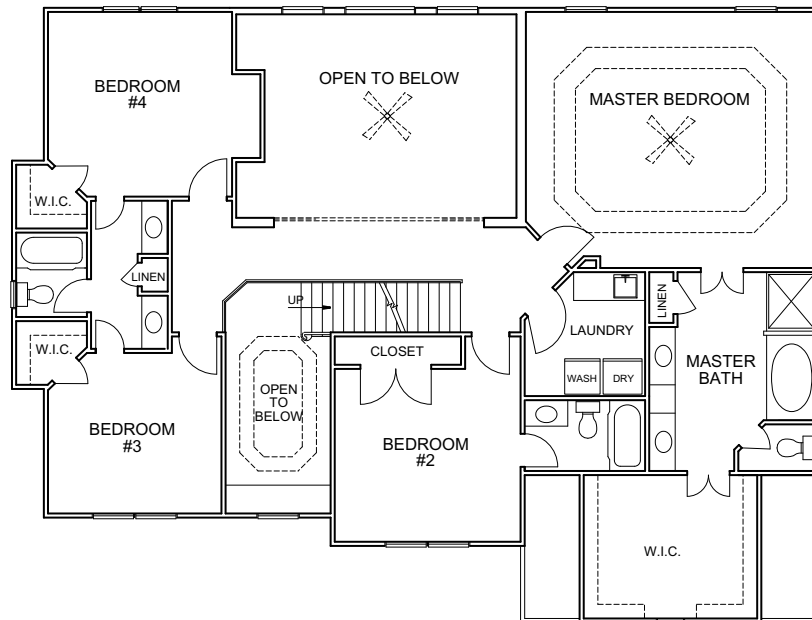 BEDROOM
#4
OPEN TO BELOW
MASTER BEDROOM
W.I.C.
LINEN
UP
LINEN
LAUNDRY
W.I.C.
CLOSET
WASH
DRY
MASTER
BATH
OPEN
TO
BELOW
BEDROOM
#3
BEDROOM
#2
W.I.C.